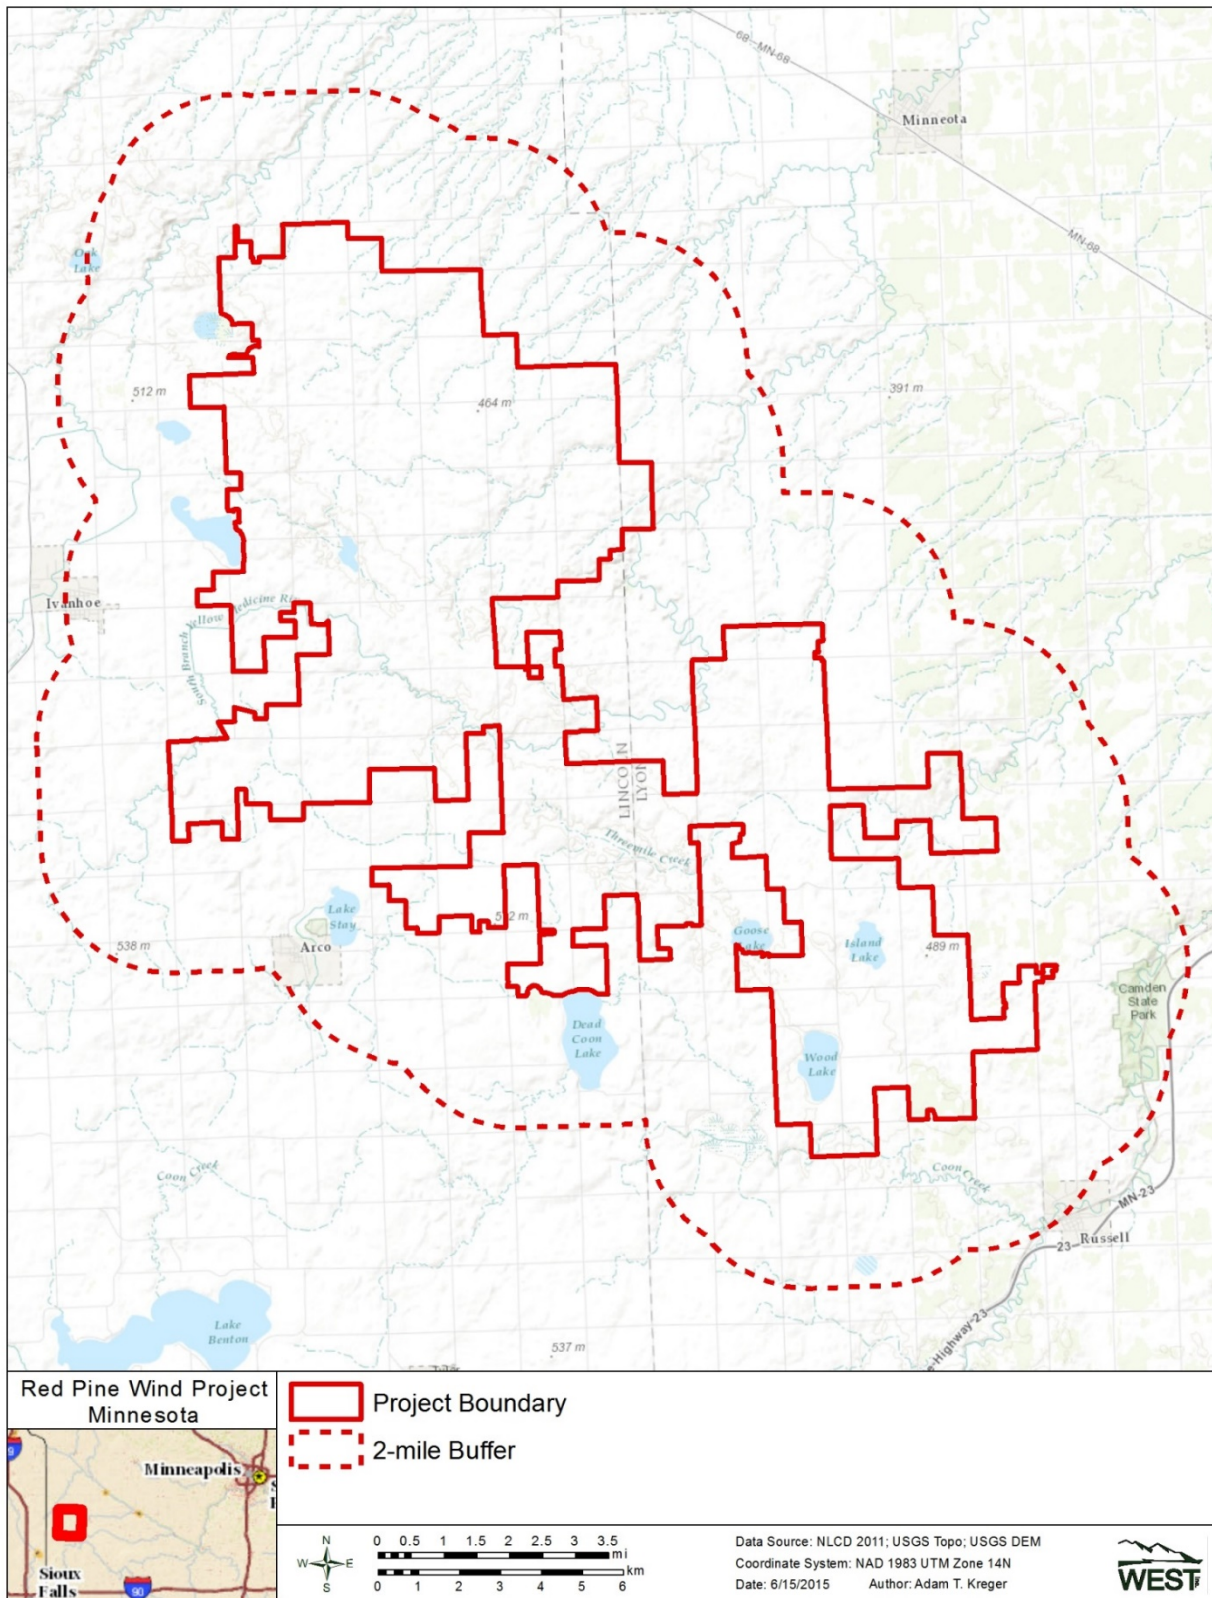 68
MN-68
Minneota
MN-68
Oak
Lake
512 m
464 m
391 m
Ivanhoe
South Branch Yellow Medicine
LINCOLN
LYON
Threemile Creek
Lake
Stay
Arco
538 m
Goose
Lake
Island
Lake
489 m
Camden
State
Park
Dead
Coon
Lake
Wood
Lake
Coon Creek
Coon Creek
MN-23
23
Russell
Highway-23
Lake
Benton
537 m
Red Pine Wind Project
Minnesota
Project Boundary
2-mile Buffer
Minneapolis
Sioux
Falls
90
N
W E
S
0 0.5 1 1.5 2 2.5 3 3.5
mi
km
0 1 2 3 4 5 6
Data Source: NLCD 2011; USGS Topo; USGS DEM
Coordinate System: NAD 1983 UTM Zone 14N
Date: 6/15/2015 Author: Adam T. Kreger
WEST